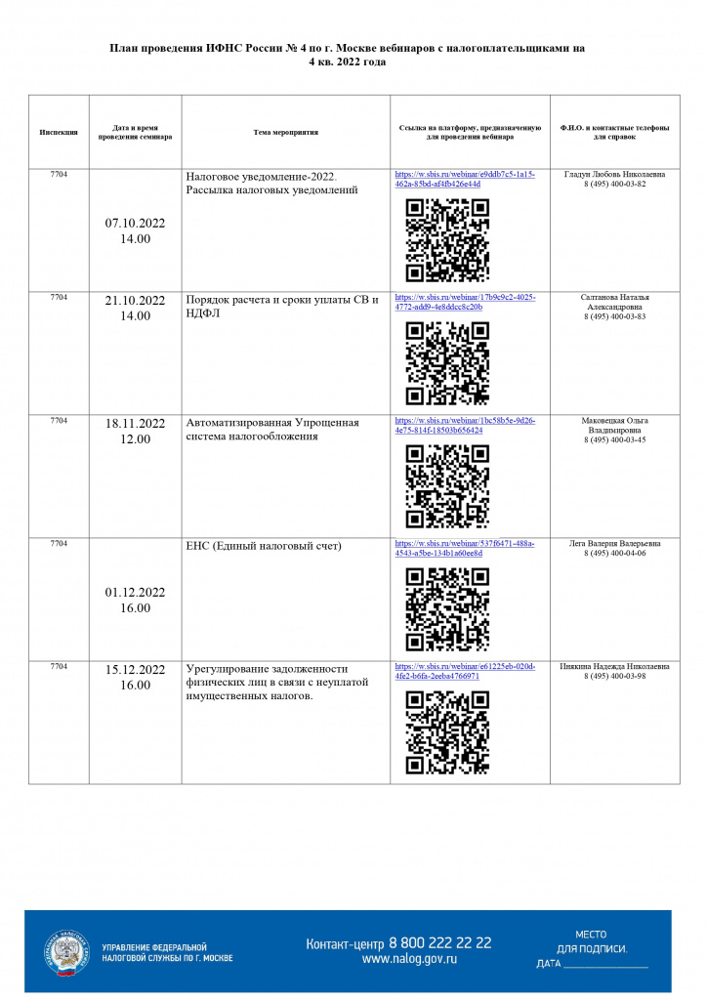 План проведения ИФНС России № 4 по г. Москве вебинаров с налогоплательщиками на
4 кв. 2022 года
Инспекция
Дата и время
проведения семинара
Тема мероприятия
Ссылка на платформу, предназначенную
для проведения вебинара
Ф.И.О. и контактные телефоны
для справок
7704
07.10.2022
14.00
Налоговое уведомление-2022.
Рассылка налоговых уведомлений
https://w.sbis.ru/webinar/e9ddb7c5-1a15-
462a-85bd-af4fb426e44d
Гладун Любовь Николаевна
8 (495) 400-03-82
7704
21.10.2022
14.00
Порядок расчета и сроки уплаты СВ и
НДФЛ
https://w.sbis.ru/webinar/17b9c9c2-4025-
4772-add9-4e8ddcc8c20b
Салтанова Наталья
Александровна
8 (495) 400-03-83
7704
18.11.2022
12.00
Автоматизированная Упрощенная
система налогообложения
https://w.sbis.ru/webinar/1bc58b5e-9d26-
4e75-814f-18503b656424
Маковецкая Ольга
Владимировна
8 (495) 400-03-45
7704
01.12.2022
16.00
ЕНС (Единый налоговый счет)
https://w.sbis.ru/webinar/537f6471-488a-
4543-a5be-134b1a60ee8d
Лега Валерия Валерьевна
8 (495) 400-04-06
7704
15.12.2022
16.00
Урегулирование задолженности
физических лиц в связи с неуплатой
имущественных налогов.
https://w.sbis.ru/webinar/e61225eb-020d-
4fe2-b6fa-2eeba4766971
Инякина Надежда Николаевна
8 (495) 400-03-98
УПРАВЛЕНИЕ ФЕДЕРАЛЬНОЙ
НАЛОГОВОЙ СЛУЖБЫ ПО Г. МОСКВЕ
Контакт-центр 8 800 222 22 22
www.nalog.gov.ru
МЕСТО
ДЛЯ ПОДПИСИ.
ДАТА ________________